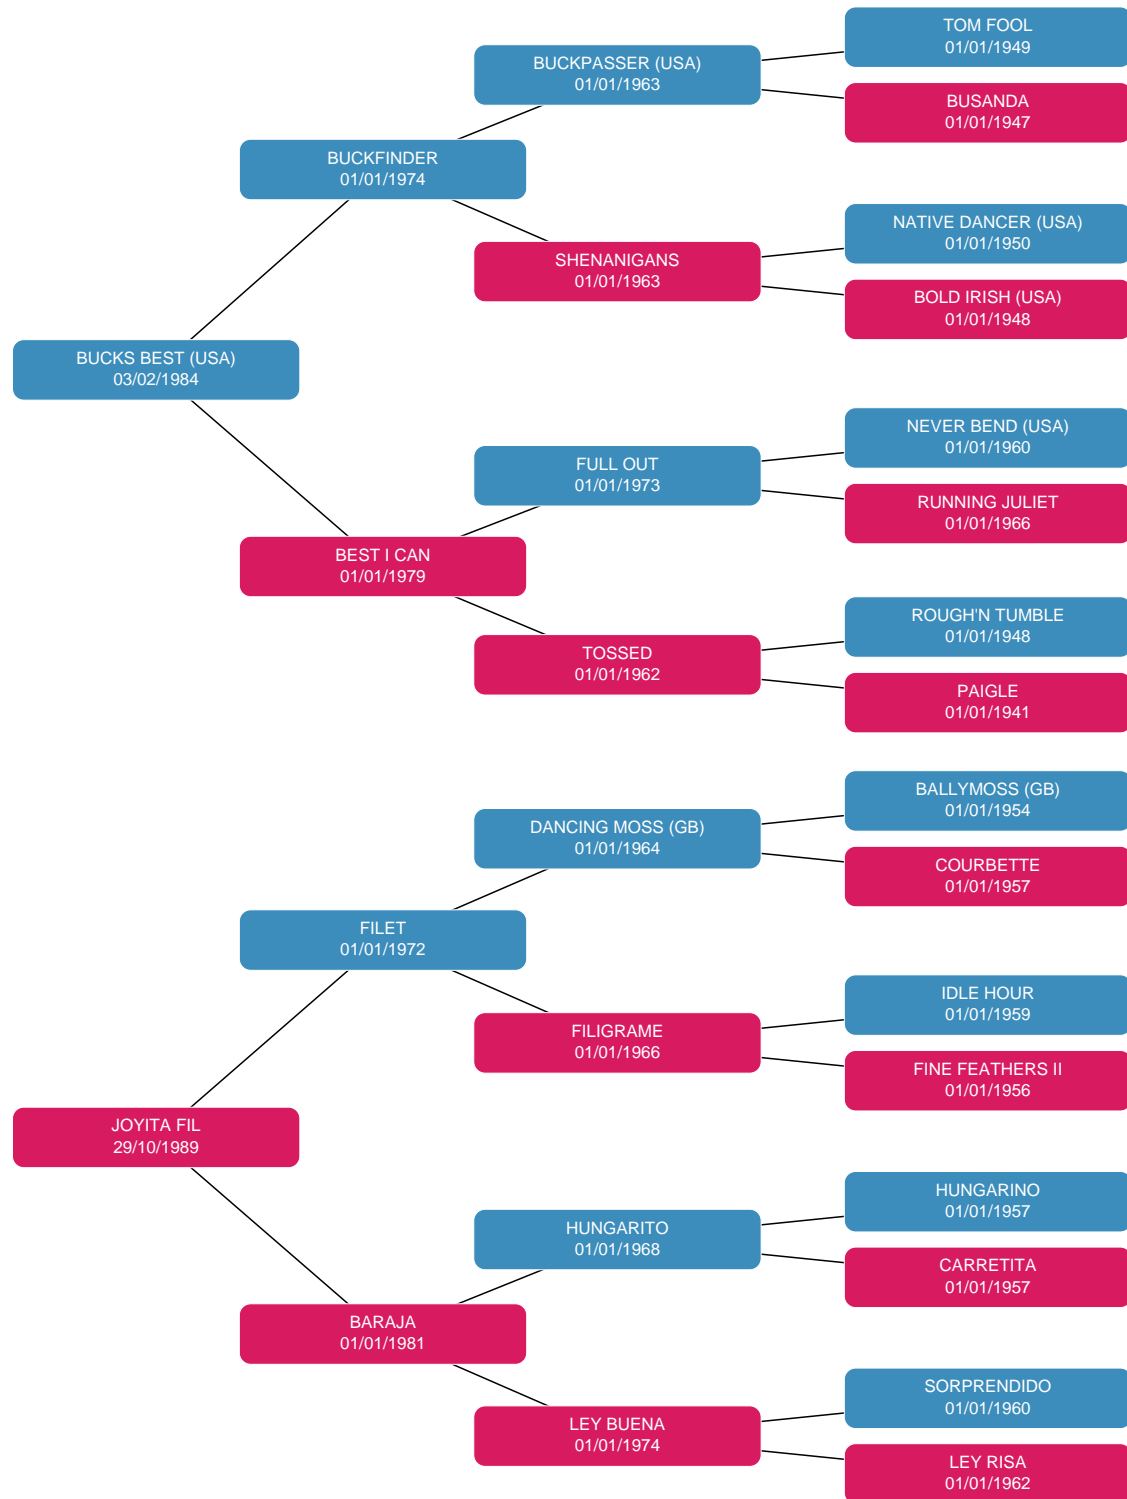 TOM FOOL
01/01/1949
BUCKPASSER (USA)
01/01/1963
BUSANDA
01/01/1947
BUCKFINDER
01/01/1974
NATIVE DANCER (USA)
01/01/1950
SHENANIGANS
01/01/1963
BOLD IRISH (USA)
01/01/1948
BUCKS BEST (USA)
03/02/1984
NEVER BEND (USA)
01/01/1960
FULL OUT
01/01/1973
RUNNING JULIET
01/01/1966
BEST I CAN
01/01/1979
ROUGH'N TUMBLE
01/01/1948
TOSSED
01/01/1962
PAIGLE
01/01/1941
BALLYMOSS (GB)
01/01/1954
DANCING MOSS (GB)
01/01/1964
COURBETTE
01/01/1957
FILET
01/01/1972
IDLE HOUR
01/01/1959
FILIGRAME
01/01/1966
FINE FEATHERS II
01/01/1956
JOYITA FIL
29/10/1989
HUNGARINO
01/01/1957
HUNGARITO
01/01/1968
CARRETITA
01/01/1957
BARAJA
01/01/1981
SORPRENDIDO
01/01/1960
LEY BUENA
01/01/1974
LEY RISA
01/01/1962